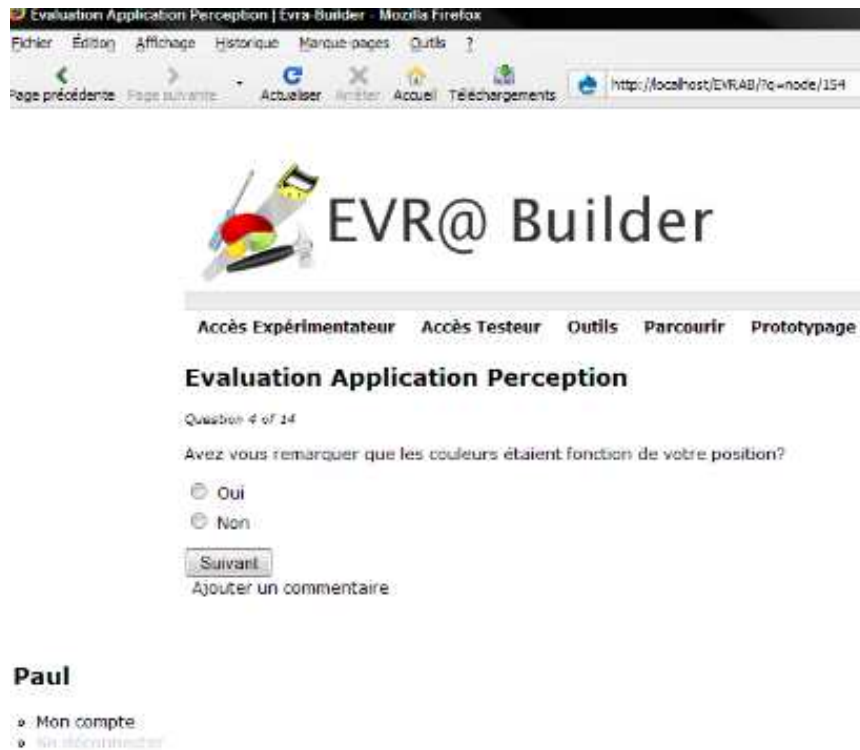 Evaluation Application Perception | Evra-Builder - Mozilla Firefox
Fichier Édition Affichage Historique Marque-pages Outils ?
Page précédente Page suivante Actualiser Arrêter Accueil Téléchargements http://localhost/EVRAB/?q=node/154
EVR@ Builder
Accès Expérimentateur Accès Testeur Outils Parcourir Prototypage
Evaluation Application Perception
Question 4 of 14
Avez vous remarquer que les couleurs étaient fonction de votre position?
Oui
Non
Suivant
Ajouter un commentaire
Paul
Mon compte
Se déconnecter